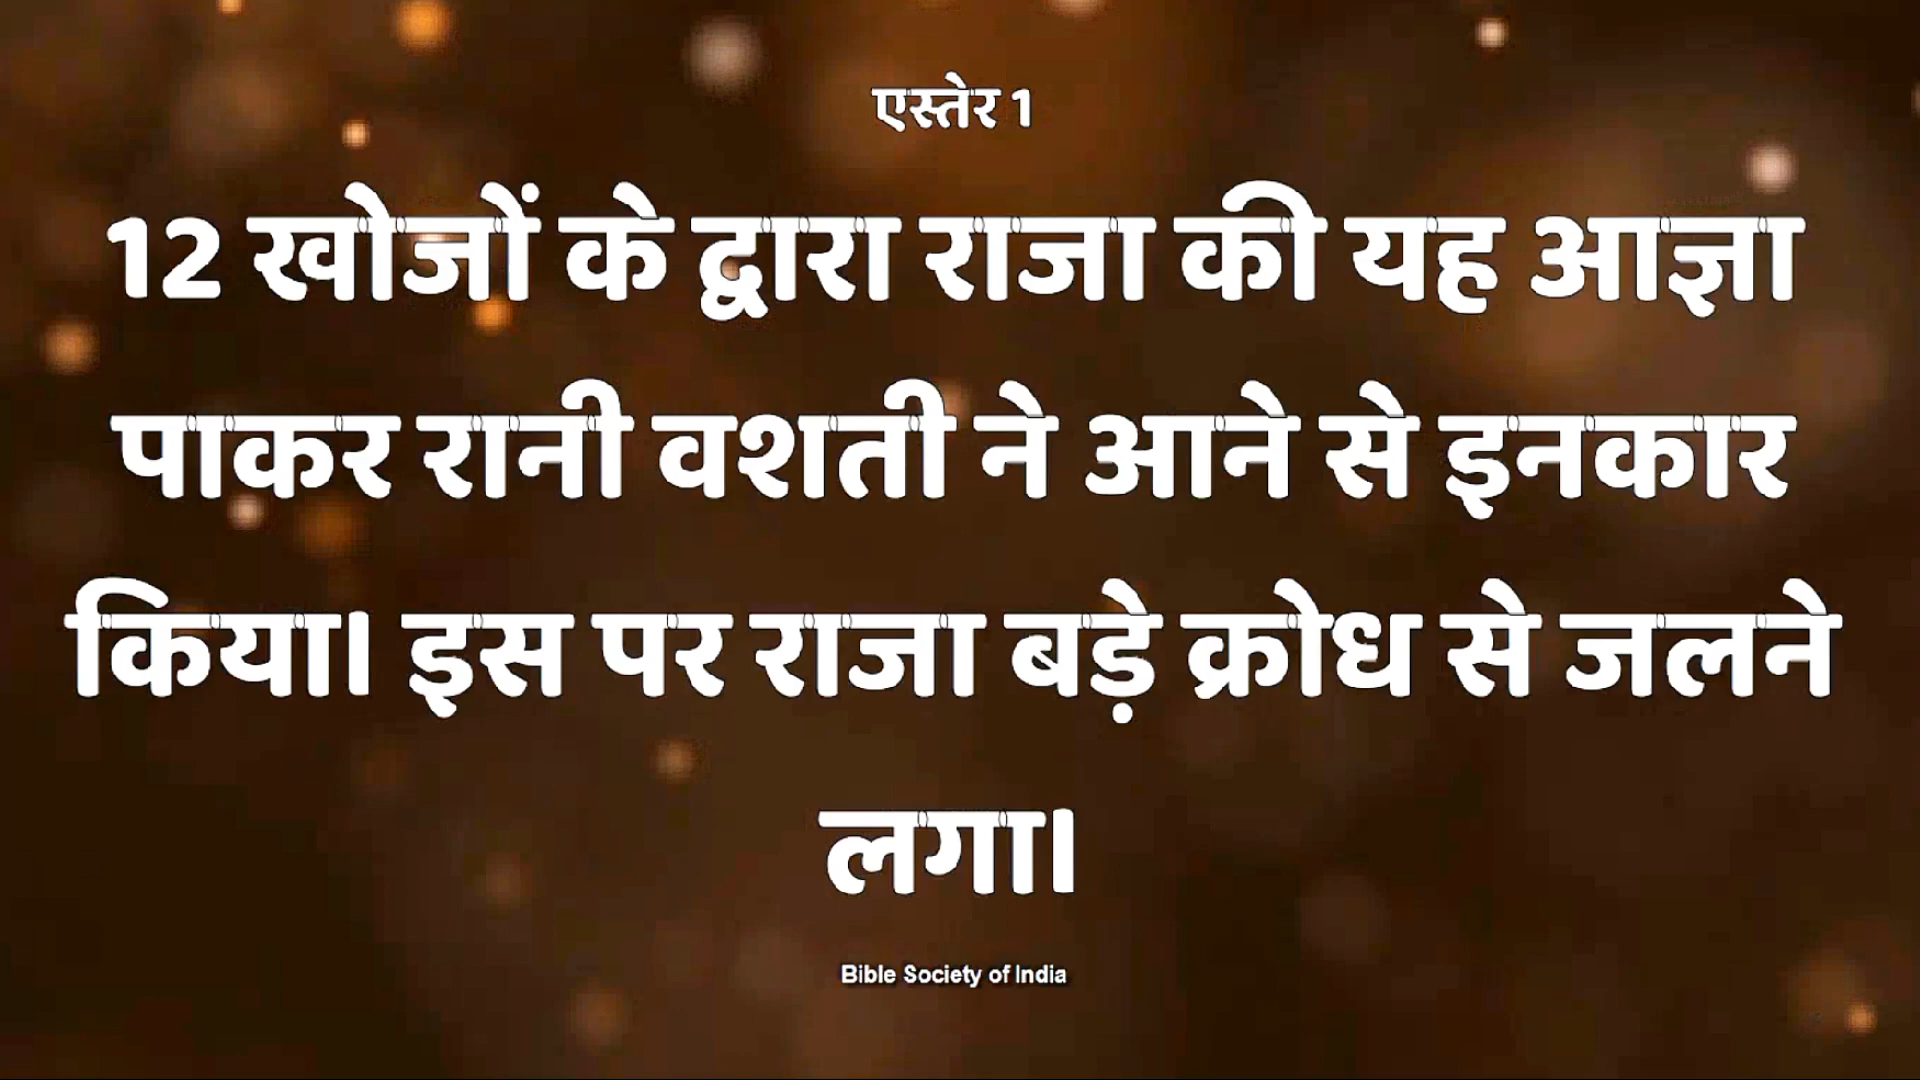 एस्तेर 1
12 खोजों के द्वारा राजा की यह आज्ञा
पाकर रानी वशती ने आने से इनकार
किया। इस पर राजा बड़े क्रोध से जलने
लगा।
Bible Society of India